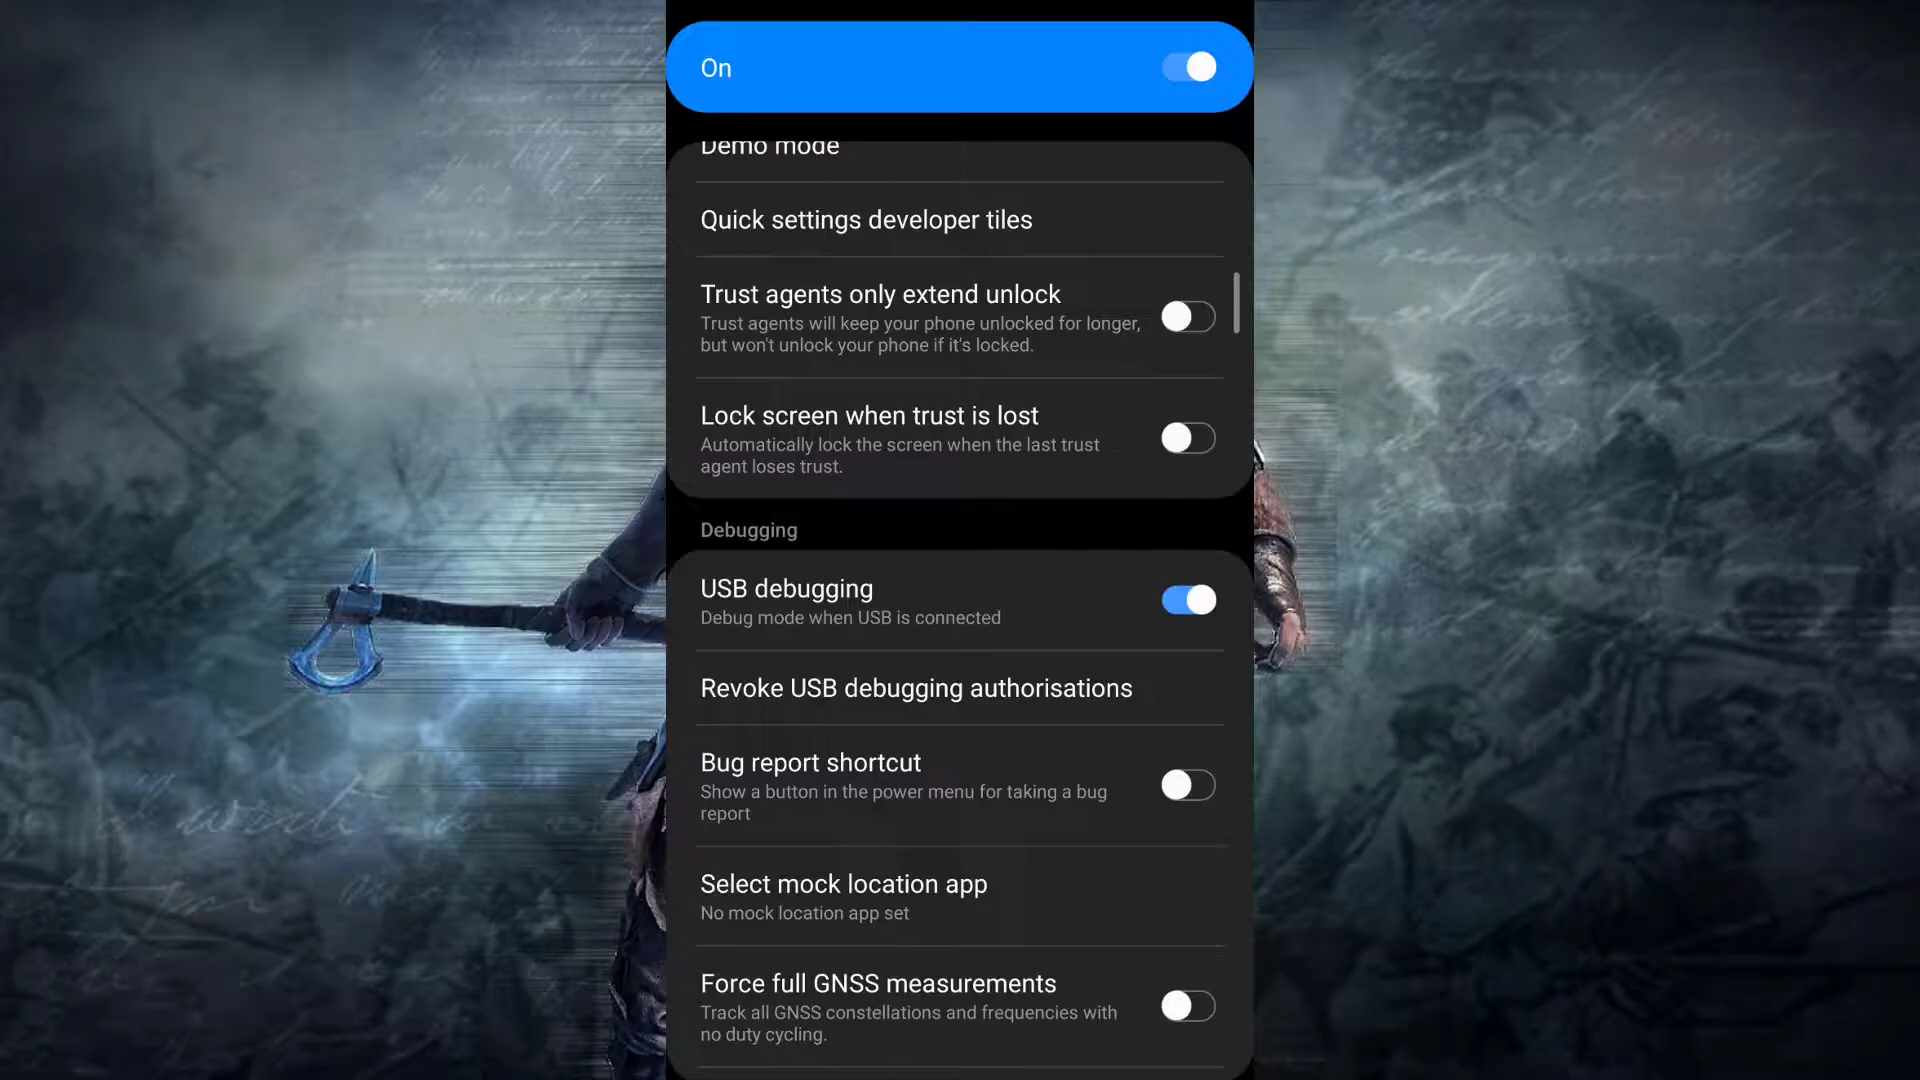 On
Demo mode
Quick settings developer tiles
Trust agents only extend unlock
Trust agents will keep your phone unlocked for longer,
but won't unlock your phone if it's locked.
Lock screen when trust is lost
Automatically lock the screen when the last trust
agent loses trust.
Debugging
USB debugging
Debug mode when USB is connected
Revoke USB debugging authorisations
Bug report shortcut
Show a button in the power menu for taking a bug
report
Select mock location app
No mock location app set
Force full GNSS measurements
Track all GNSS constellations and frequencies with
no duty cycling.